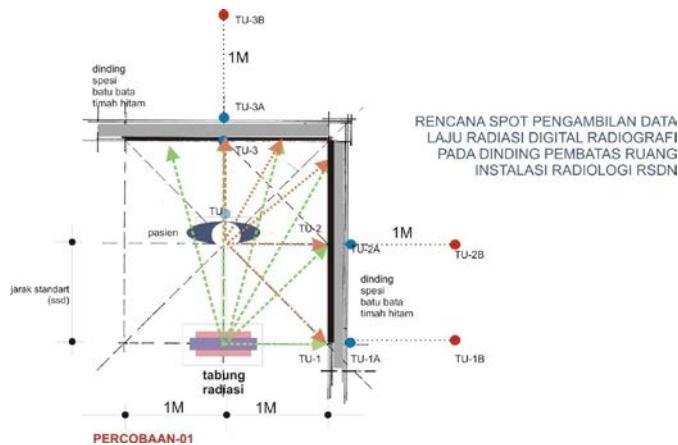 TU-3B
1M
dinding
spesi
batu bata
timah hitam
TU-3A
TU-3
RENCANA SPOT PENGAMBILAN DATA
LAJU RADIASI DIGITAL RADIOGRAFI
PADA DINDING PEMBATAS RUANG
INSTALASI RADIOLOGI RSDN
TU
pasien
TU-2
1M
TU-2A
TU-2B
jarak standart
(ssd)
dinding
spesi
batu bata
timah hitam
TU-1
TU-1A
TU-1B
tabung
radiasi
1M
1M
PERCOBAAN-01